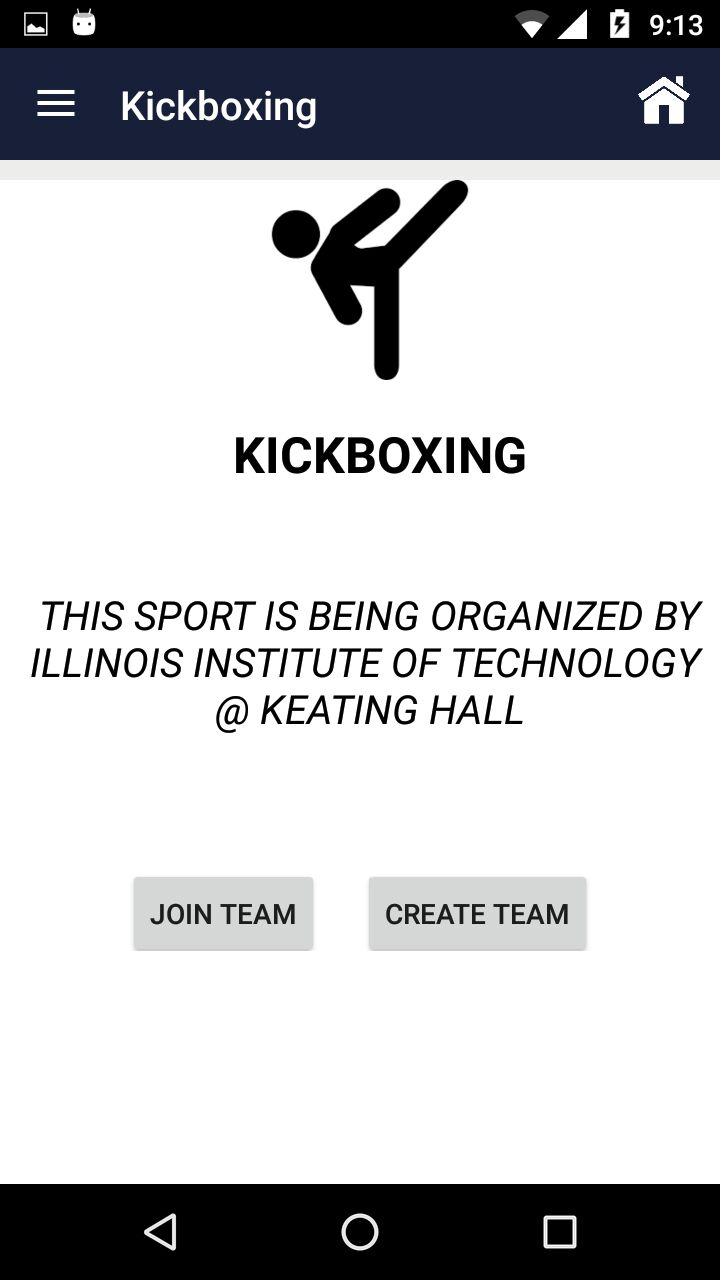 9:13
Kickboxing
KICKBOXING
THIS SPORT IS BEING ORGANIZED BY
ILLINOIS INSTITUTE OF TECHNOLOGY
@ KEATING HALL
JOIN TEAM
CREATE TEAM